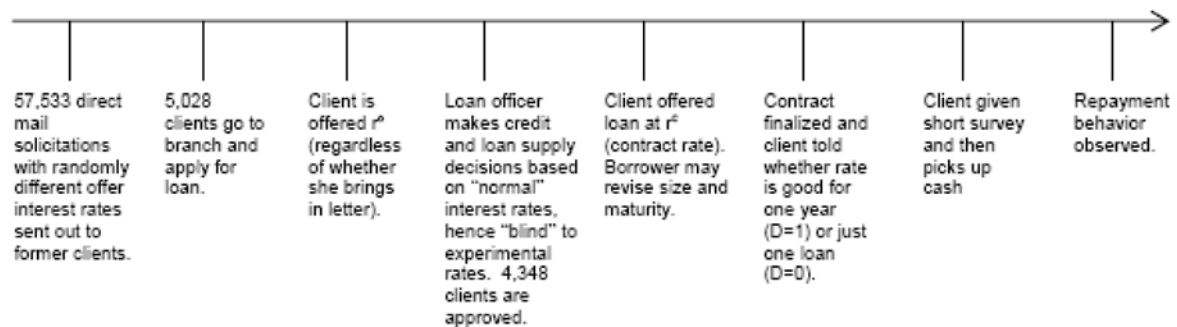 57,533 direct
mail
solicitations
with randomly
different offer
interest rates
sent out to
former clients.
5,028
clients go to
branch and
apply for
loan.
Client is
offered rᵒ
(regardless
of whether
she brings
in letter).
Loan officer
makes credit
and loan supply
decisions based
on “normal”
interest rates,
hence “blind” to
experimental
rates.  4,348
clients are
approved.
Client offered
loan at rᶜ
(contract rate).
Borrower may
revise size and
maturity.
Contract
finalized and
client told
whether rate
is good for
one year
(D=1) or just
one loan
(D=0).
Client given
short survey
and then
picks up
cash
Repayment
behavior
observed.